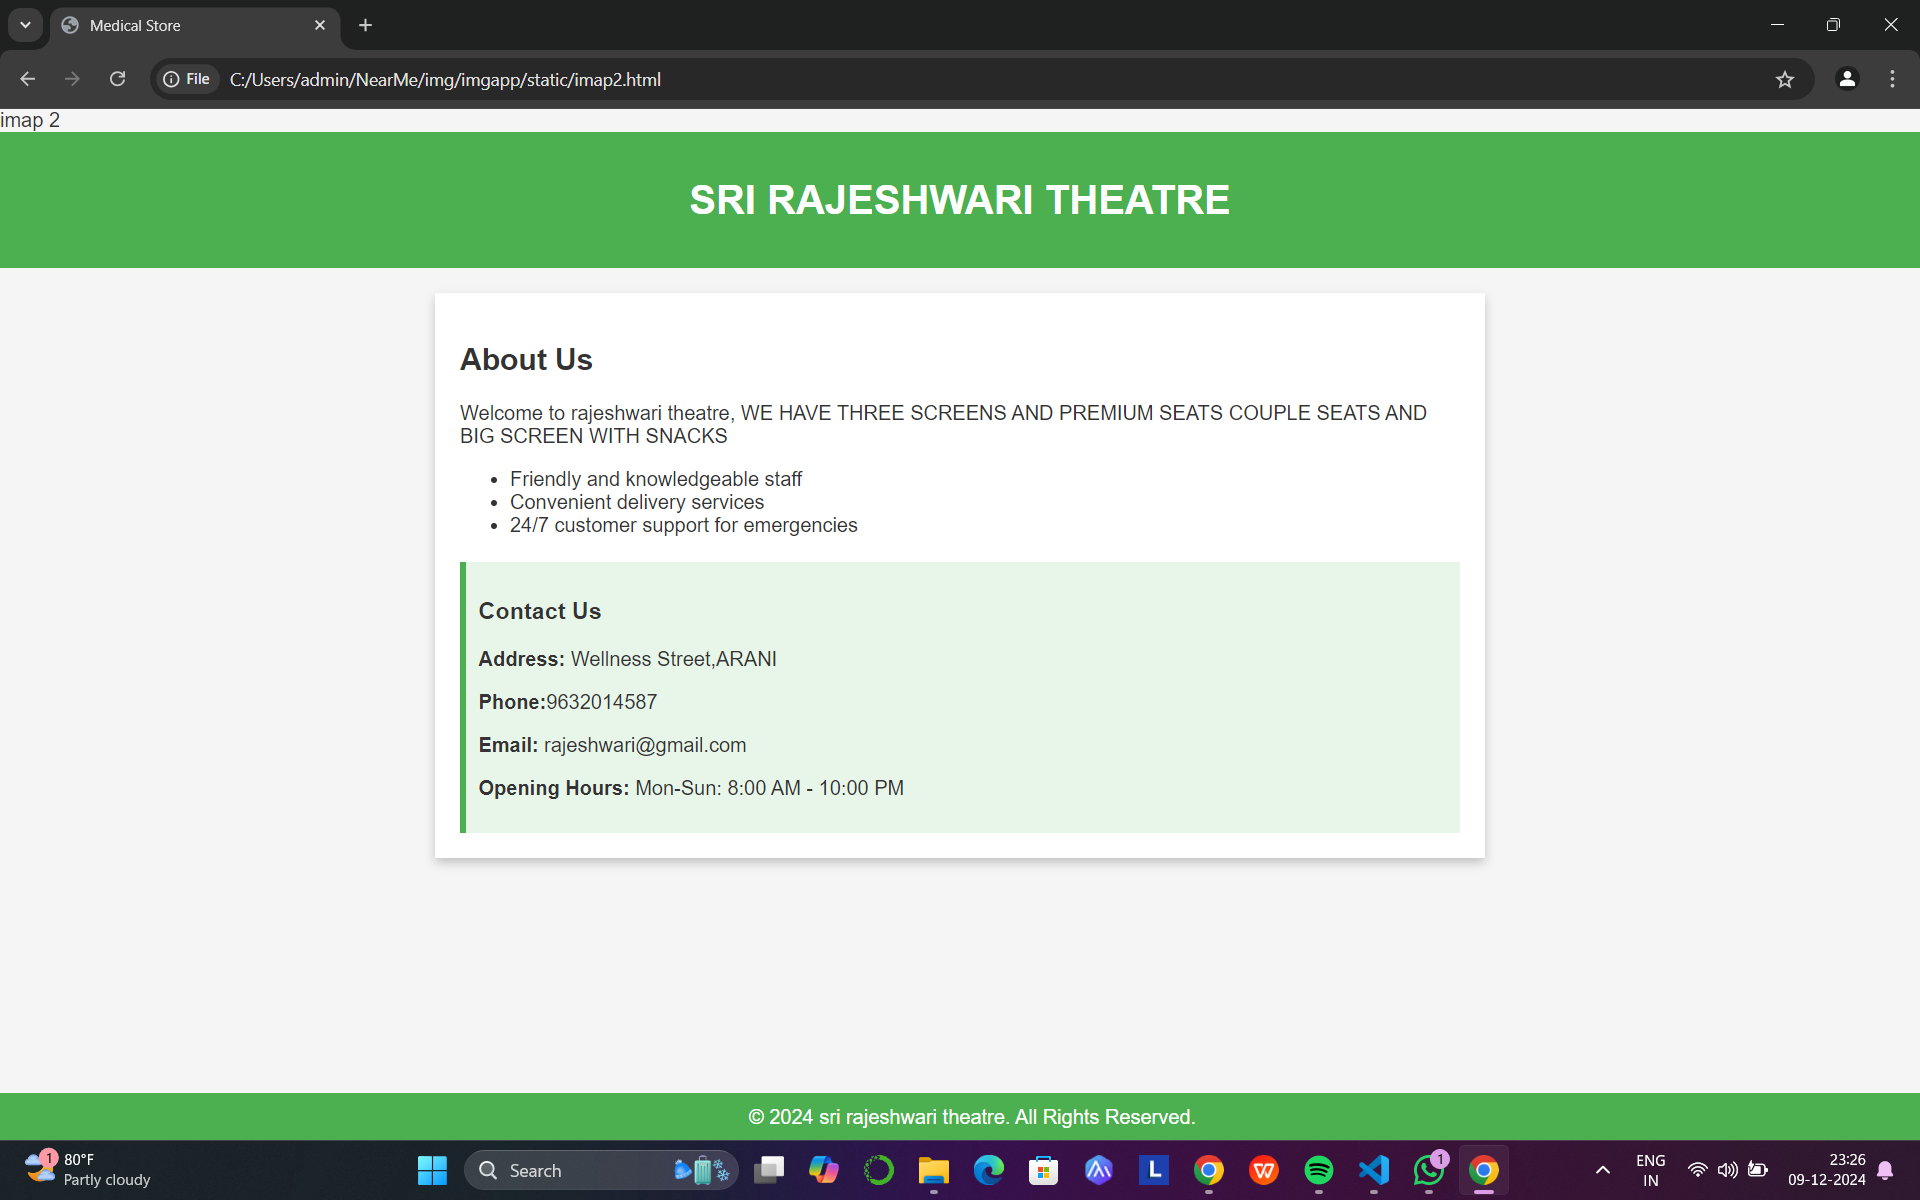 Medical Store
File
C:/Users/admin/NearMe/img/imgapp/static/imap2.html
imap 2
SRI RAJESHWARI THEATRE
About Us
Welcome to rajeshwari theatre, WE HAVE THREE SCREENS AND PREMIUM SEATS COUPLE SEATS AND
BIG SCREEN WITH SNACKS
• Friendly and knowledgeable staff
• Convenient delivery services
• 24/7 customer support for emergencies
Contact Us
Address: Wellness Street,ARANI
Phone:9632014587
Email: rajeshwari@gmail.com
Opening Hours: Mon-Sun: 8:00 AM - 10:00 PM
© 2024 sri rajeshwari theatre. All Rights Reserved.
1
80°F
Partly cloudy
Search
L
W
1
ENG
IN
23:26
09-12-2024